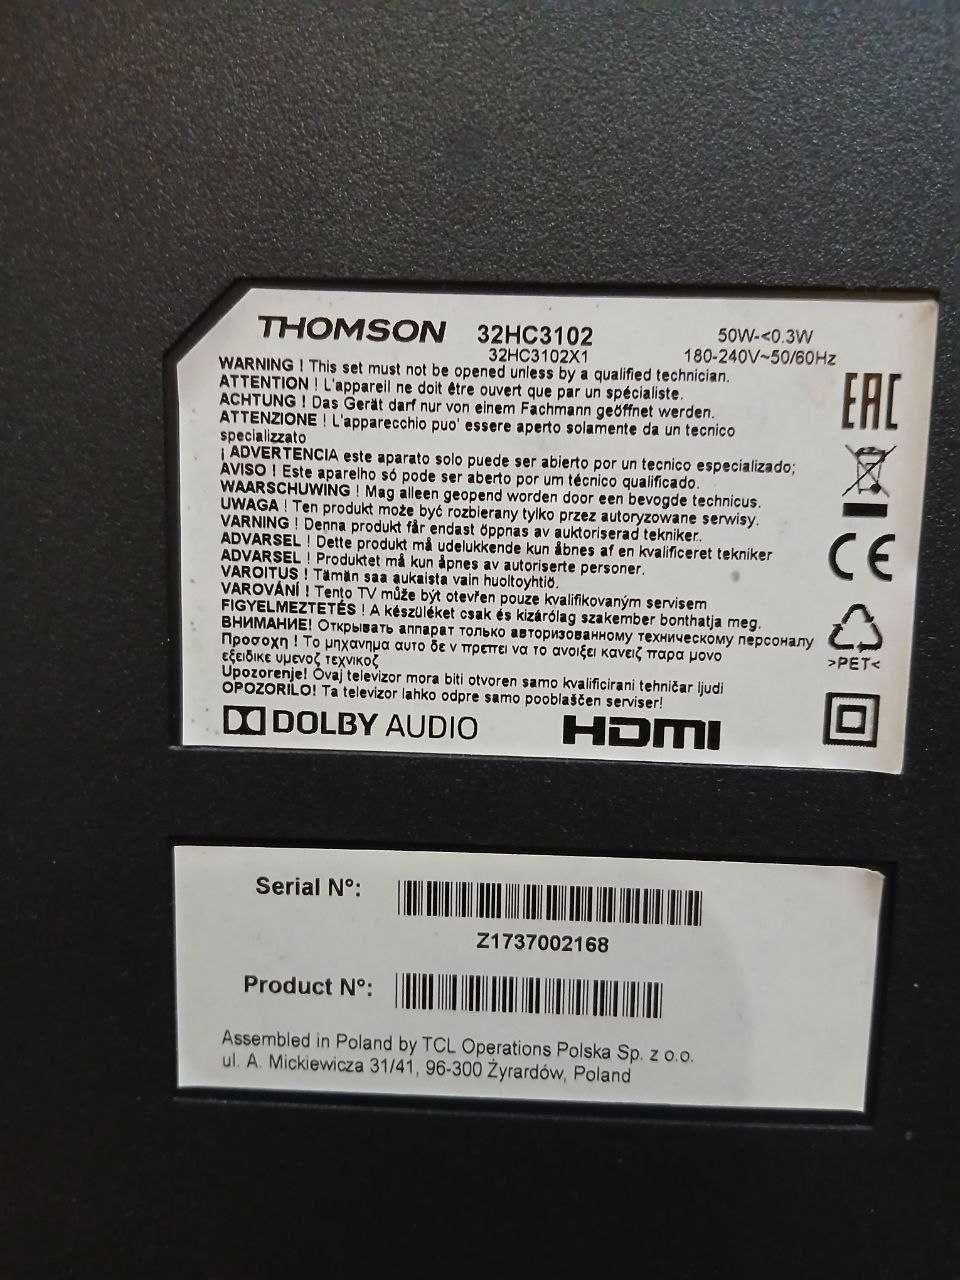 THOMSON 32HC3102 50W-<0.3W
32HC3102X1 180-240V~50/60Hz
WARNING ! This set must not be opened unless by a qualified technician.
ATTENTION ! L'appareil ne doit être ouvert que par un spécialiste.
ACHTUNG ! Das Gerät darf nur von einem Fachmann geöffnet werden.
ATTENZIONE ! L'apparecchio puo' essere aperto solamente da un tecnico
specializzato
¡ ADVERTENCIA este aparato solo puede ser abierto por un tecnico especializado;
AVISO ! Este aparelho só pode ser aberto por um técnico qualificado.
WAARSCHUWING ! Mag alleen geopend worden door een bevogde technicus.
UWAGA ! Ten produkt może być rozbierany tylko przez autoryzowane serwisy.
VARNING ! Denna produkt får endast öppnas av auktoriserad tekniker.
ADVARSEL ! Dette produkt må udelukkende kun åbnes af en kvalificeret tekniker
ADVARSEL ! Produktet må kun åpnes av autoriserte personer.
VAROITUS ! Tämän saa aukaista vain huoltoyhtiö.
VAROVÁNÍ ! Tento TV může být otevřen pouze kvalifikovaným servisem
FIGYELMEZTETÉS ! A készüléket csak és kizárólag szakember bonthatja meg.
ВНИМАНИЕ! Открывать аппарат только авторизованному техническому персоналу
Προσοχη ! Το μηχανημα αυτο δε ν πρεπει να το ανοιξει κανεις παρα μονο
εξειδικε υμενος τεχνικος
Upozorenje! Ovaj televizor mora biti otvoren samo kvalificirani tehničar ljudi
OPOZORILO! Ta televizor lahko odpre samo pooblaščen serviser!
DOLBY AUDIO HDMI
EAC
CE
>PET<
Serial N°:
Z1737002168
Product N°:
Assembled in Poland by TCL Operations Polska Sp. z o.o.
ul. A. Mickiewicza 31/41, 96-300 Żyrardów, Poland